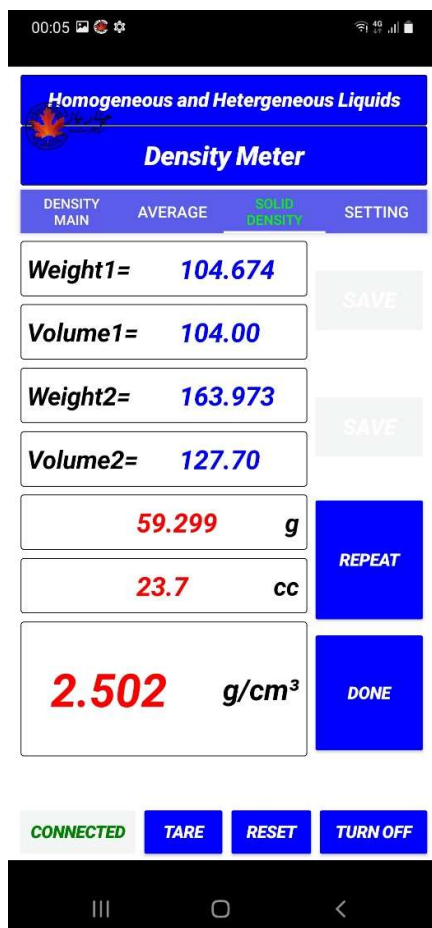 00:05
4G
Homogeneous and Hetergeneous Liquids
Density Meter
DENSITY MAIN
AVERAGE
SOLID DENSITY
SETTING
Weight1= 104.674
SAVE
Volume1= 104.00
Weight2= 163.973
SAVE
Volume2= 127.70
59.299 g
REPEAT
23.7 cc
2.502 g/cm³
DONE
CONNECTED
TARE
RESET
TURN OFF